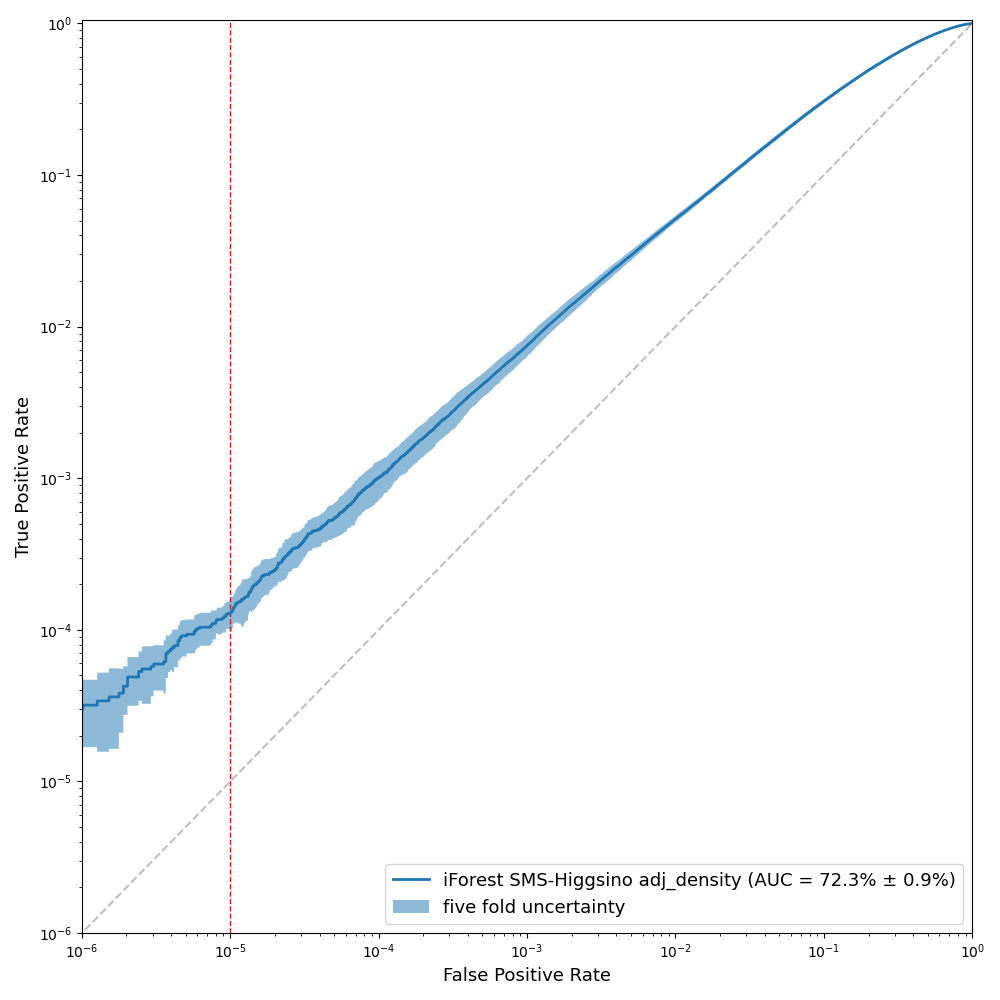 10⁰
10⁻¹
10⁻²
10⁻³
10⁻⁴
10⁻⁵
10⁻⁶
True Positive Rate
iForest SMS-Higgsino adj_density (AUC = 72.3% ± 0.9%)
five fold uncertainty
10⁻⁶ 10⁻⁵ 10⁻⁴ 10⁻³ 10⁻² 10⁻¹ 10⁰
False Positive Rate